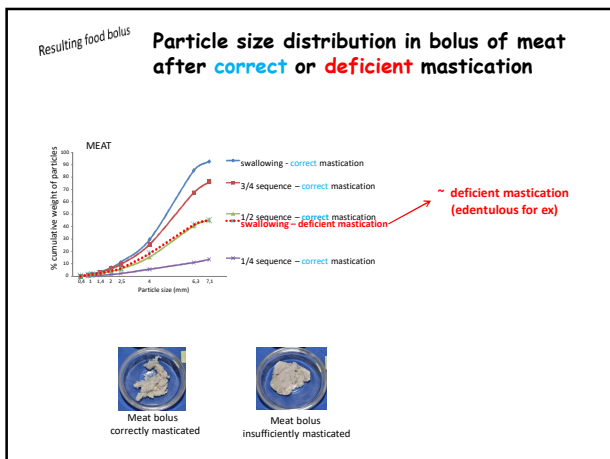 Resulting food bolus
Particle size distribution in bolus of meat
after correct or deficient mastication
MEAT
% cumulative weight of particles
100
90
80
70
60
50
40
30
20
10
0
0,4 1 1,4 2 2,5 4 6,3 7,1
Particle size (mm)
swallowing - correct mastication
3/4 sequence – correct mastication
1/2 sequence – correct mastication
swallowing – deficient mastication
1/4 sequence – correct mastication
~ deficient mastication
(edentulous for ex)
Meat bolus
correctly masticated
Meat bolus
insufficiently masticated